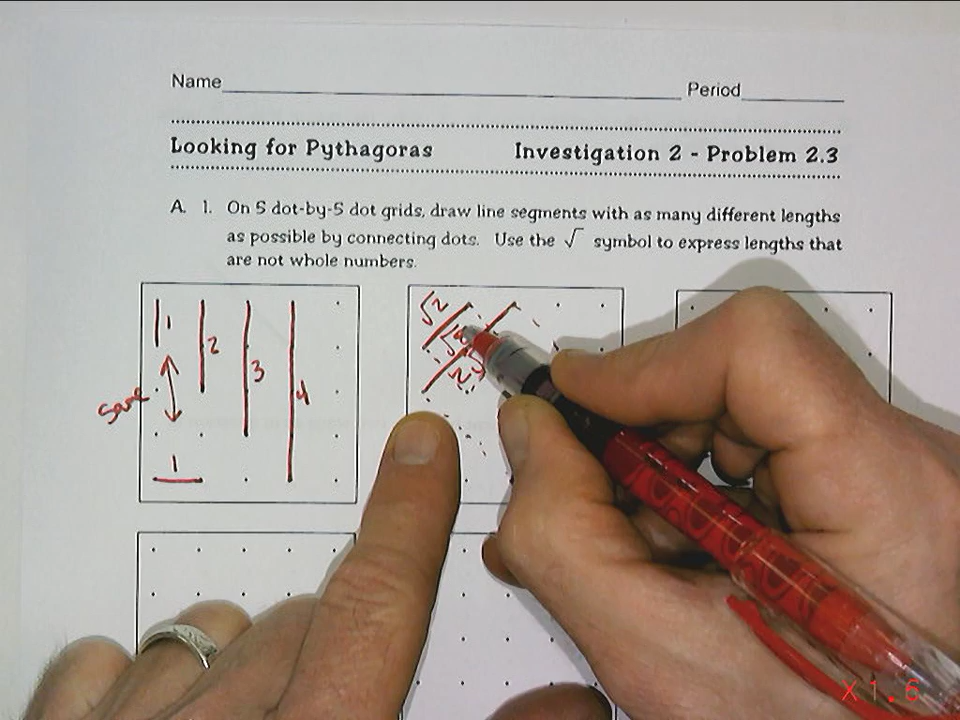 Name Period
Looking for Pythagoras Investigation 2 - Problem 2.3
A. 1. On 5 dot-by-5 dot grids, draw line segments with as many different lengths
as possible by connecting dots. Use the √ symbol to express lengths that
are not whole numbers.
1 2 3 4
same
1
√2
x1.6